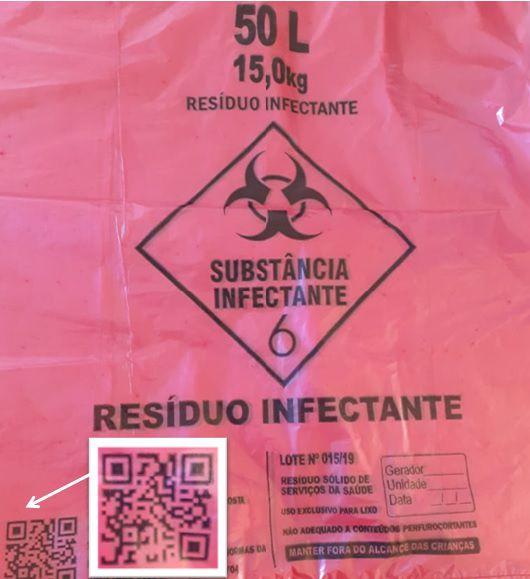 50 L
15,0kg
RESÍDUO INFECTANTE
SUBSTÂNCIA
INFECTANTE
6
RESÍDUO INFECTANTE
LOTE Nº 015/19
RESÍDUO SÓLIDO DE
SERVIÇOS DA SAÚDE
USO EXCLUSIVO PARA LIXO
NÃO ADEQUADO A CONTEÚDOS PERFUROCORTANTES
MANTER FORA DO ALCANCE DAS CRIANÇAS
Gerador
Unidade
Data